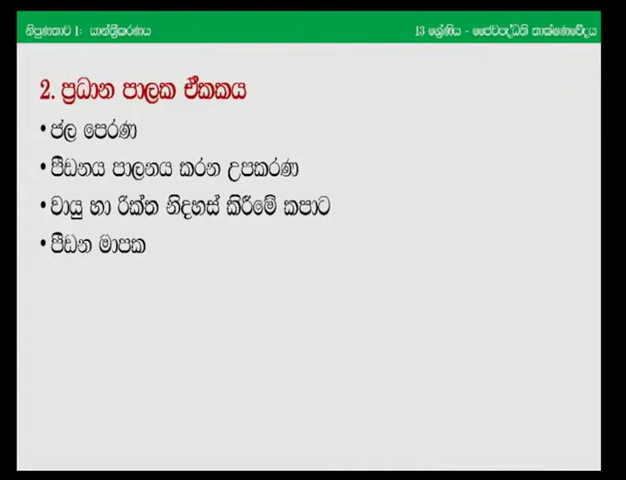 නිපුණතාව 1: යාන්ත්‍රීකරණය
13 ශ්‍රේණිය - ජෛවපද්ධති තාක්ෂණවේදය
2. ප්‍රධාන පාලක ඒකකය
• ජල පෙරණ
• පීඩනය පාලනය කරන උපකරණ
• වායු හා රික්ත නිදහස් කිරීමේ කපාට
• පීඩන මාපක